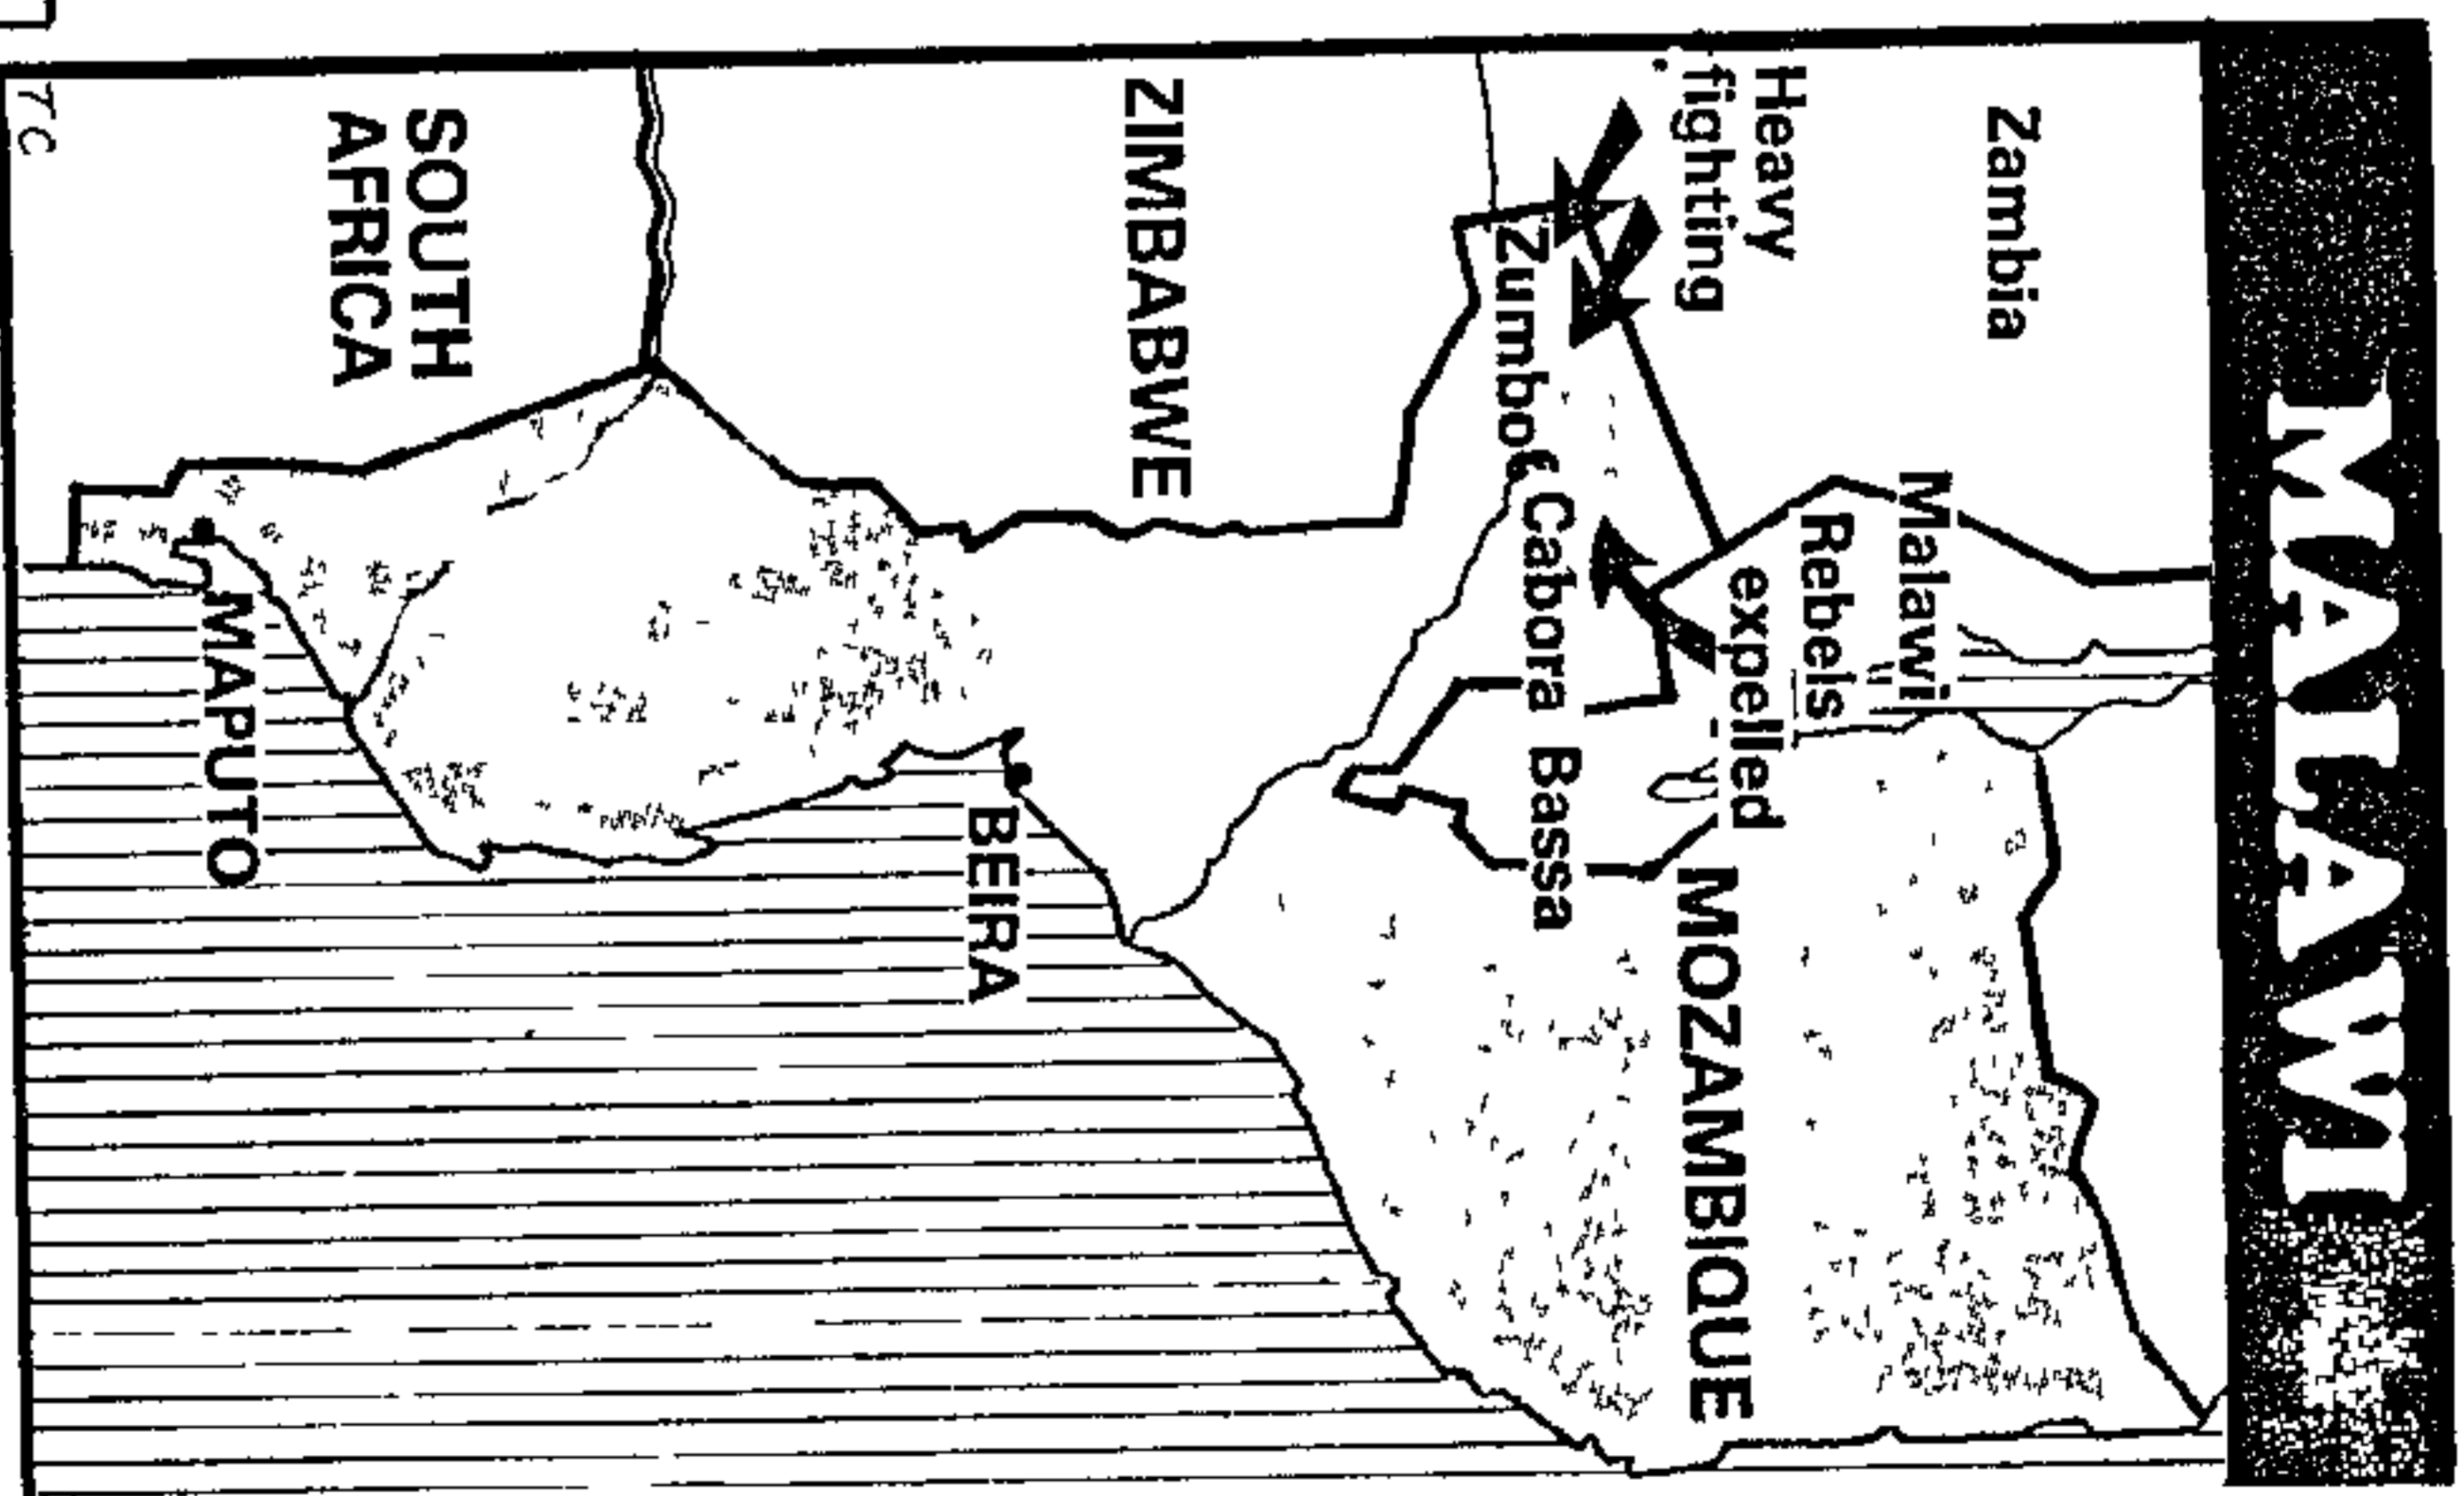 MALAWI
Zambia
Heavy
fighting
Malawi
Rebels
expelled
Zumbo
Cabora Bassa
MOZAMBIQUE
ZIMBABWE
BEIRA
SOUTH
AFRICA
MAPUTO